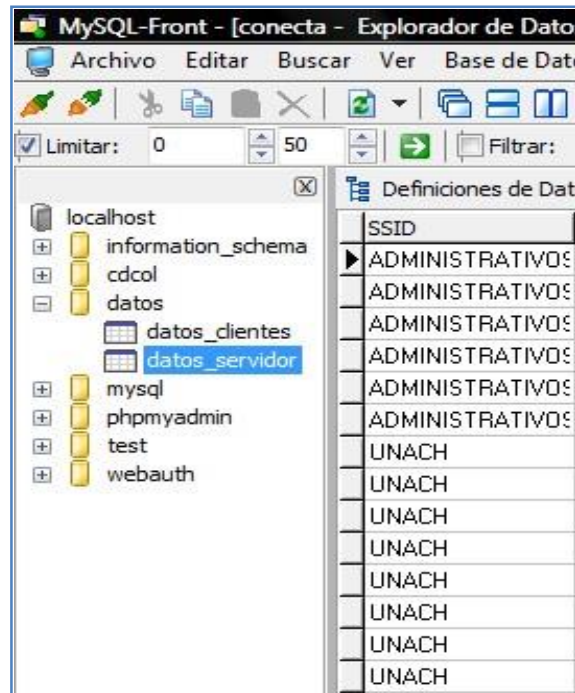 MySQL-Front - [conecta - Explorador de Dato
Archivo Editar Buscar Ver Base de Dat
Limitar: 0 50 Filtrar:
localhost
information_schema
cdcol
datos
datos_clientes
datos_servidor
mysql
phpmyadmin
test
webauth
Definiciones de Dat
SSID
ADMINISTRATIVOS
ADMINISTRATIVOS
ADMINISTRATIVOS
ADMINISTRATIVOS
ADMINISTRATIVOS
ADMINISTRATIVOS
UNACH
UNACH
UNACH
UNACH
UNACH
UNACH
UNACH
UNACH